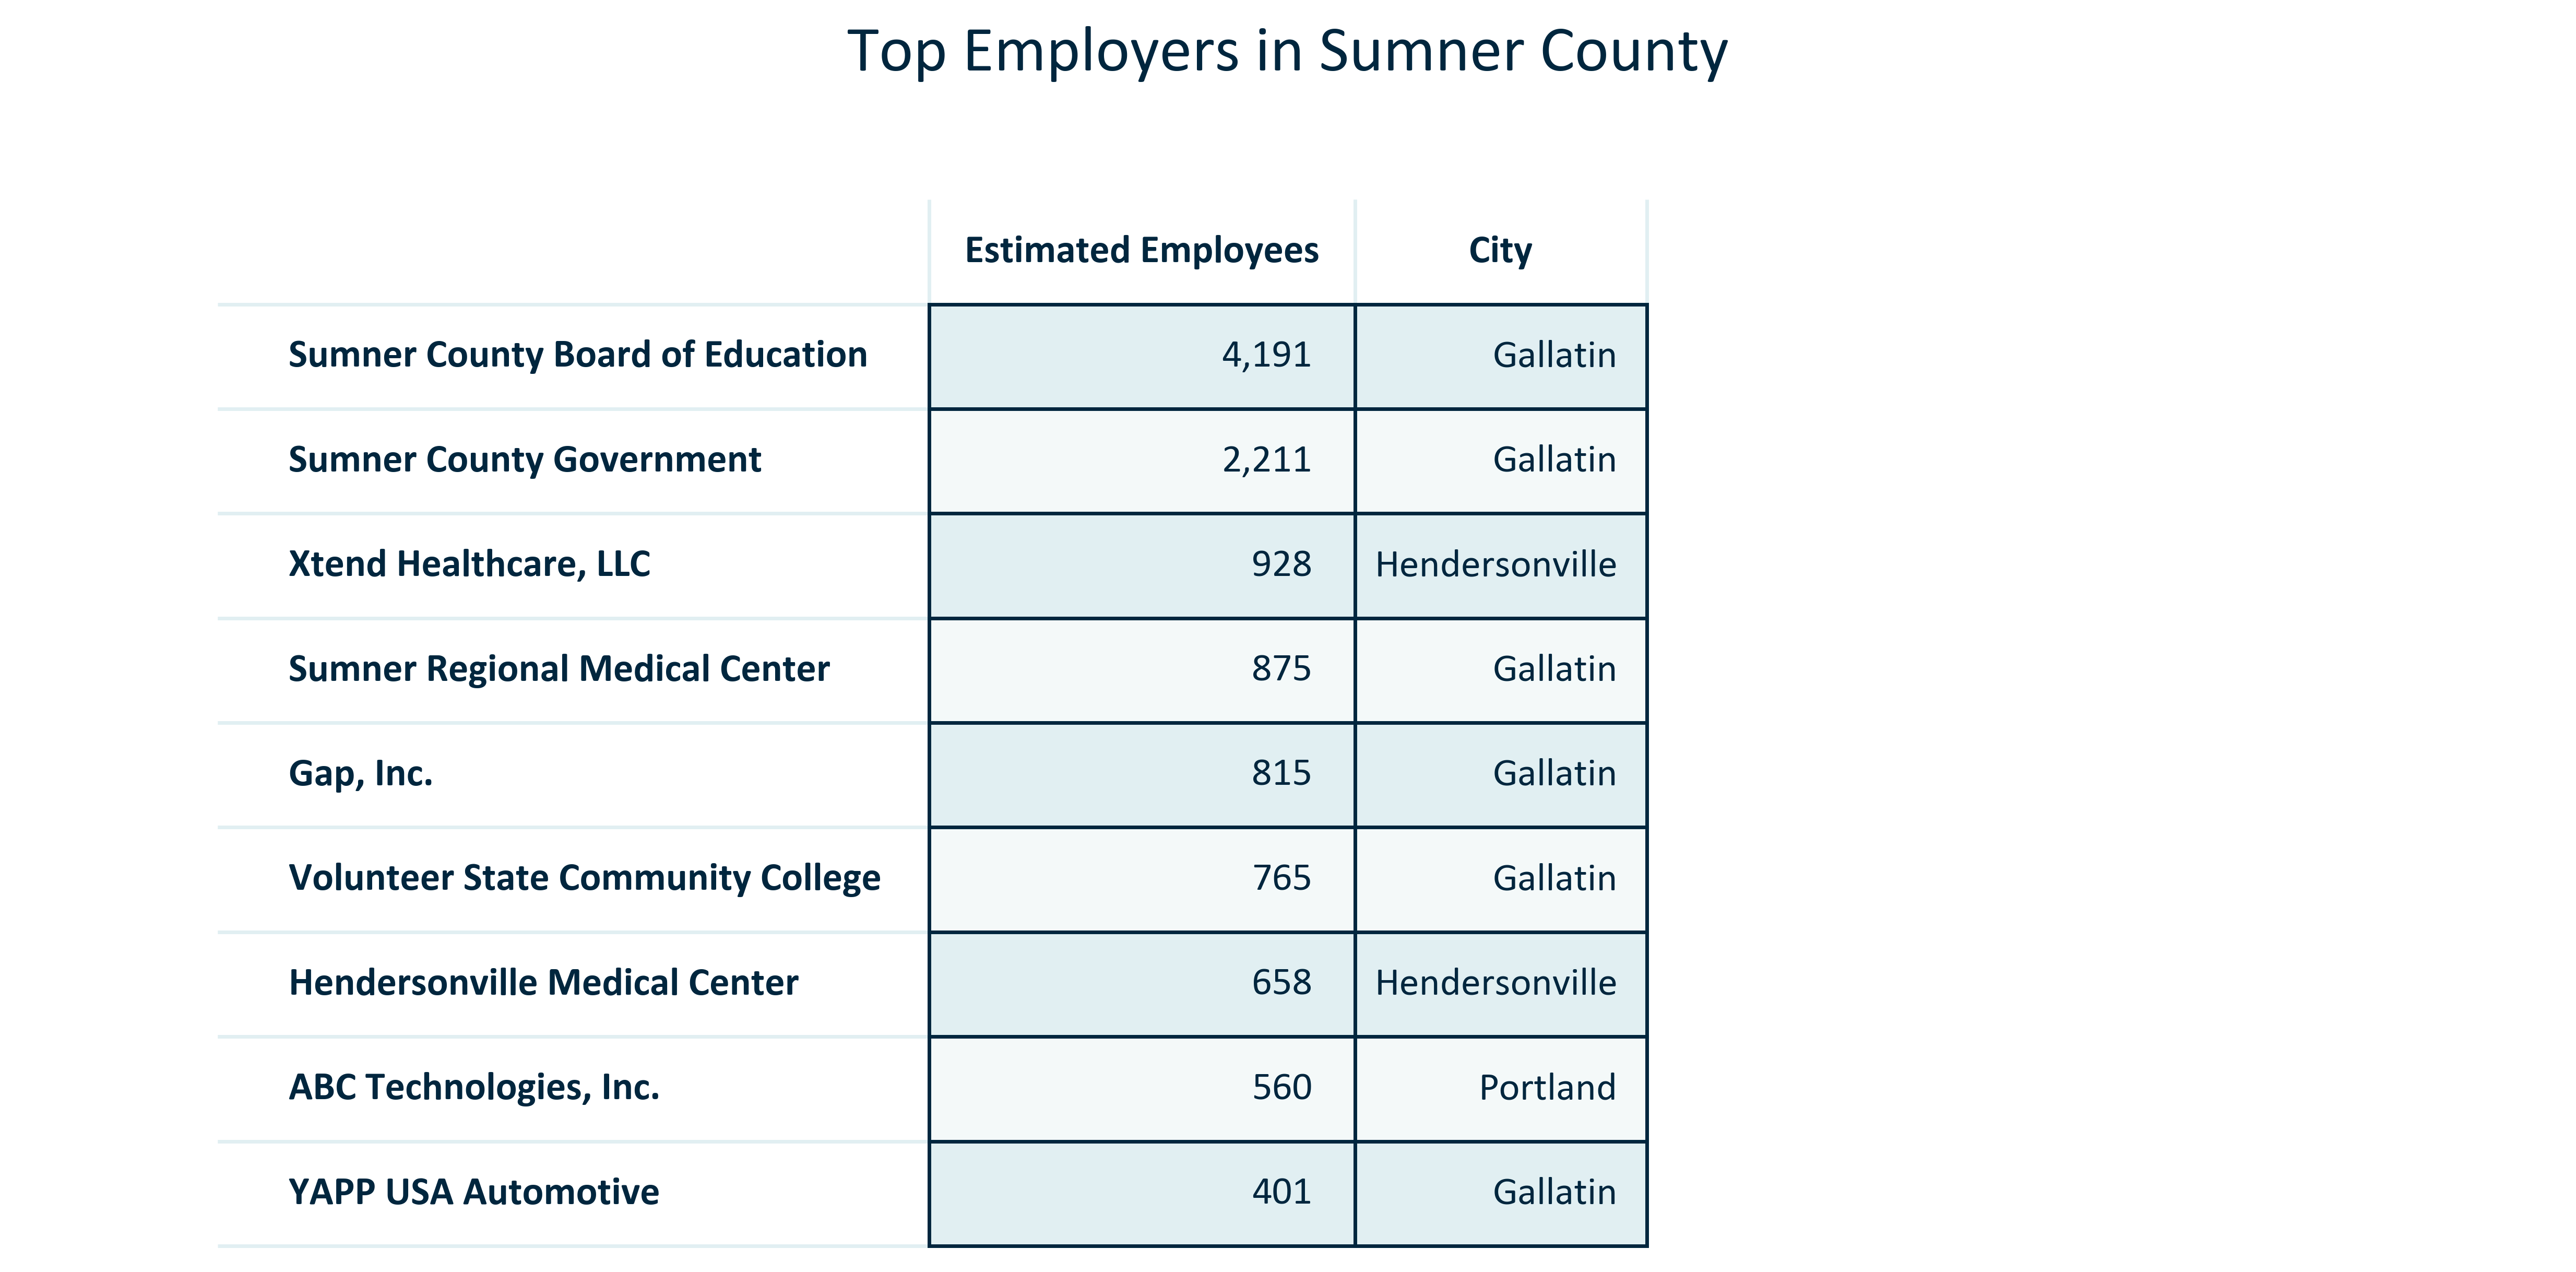 Top Employers in Sumner County
Estimated Employees City
Sumner County Board of Education 4,191 Gallatin
Sumner County Government 2,211 Gallatin
Xtend Healthcare, LLC 928 Hendersonville
Sumner Regional Medical Center 875 Gallatin
Gap, Inc. 815 Gallatin
Volunteer State Community College 765 Gallatin
Hendersonville Medical Center 658 Hendersonville
ABC Technologies, Inc. 560 Portland
YAPP USA Automotive 401 Gallatin